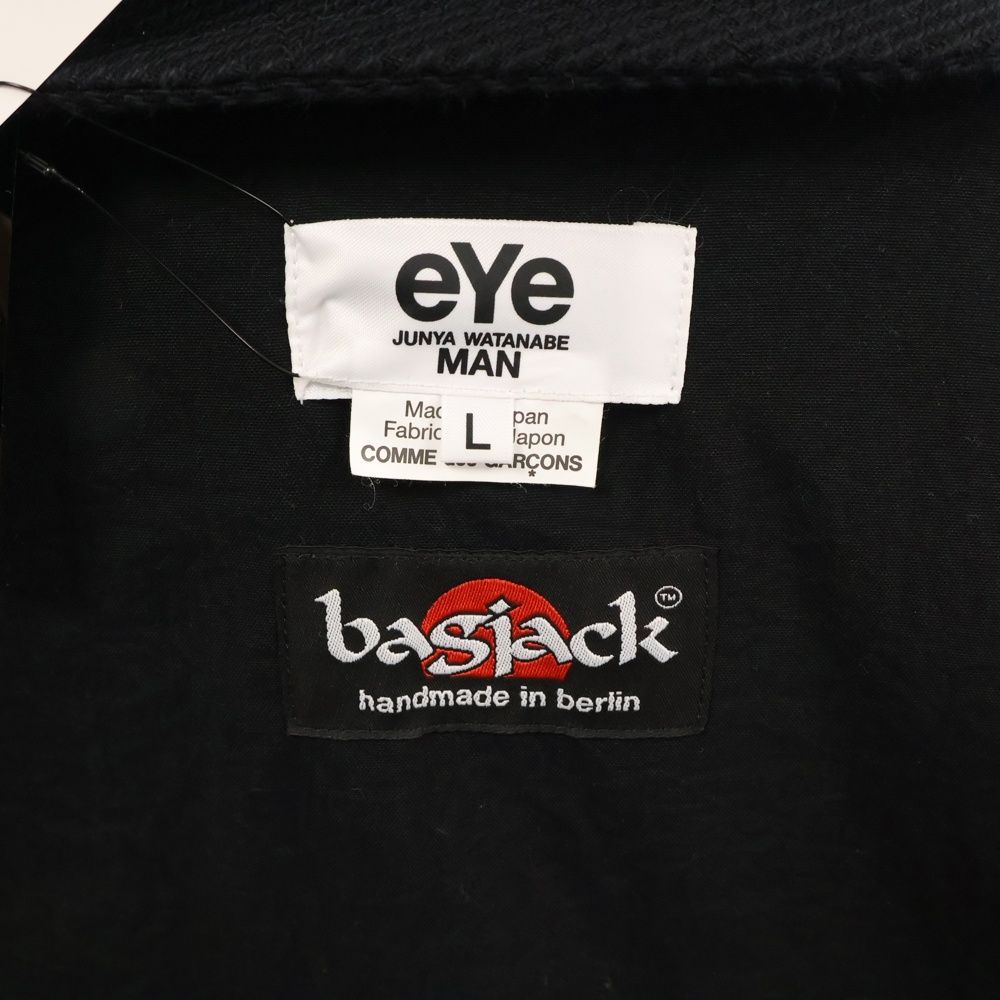 eYe
JUNYA WATANABE
MAN
L
COMME GARÇONS
*
basjack™
handmade in berlin